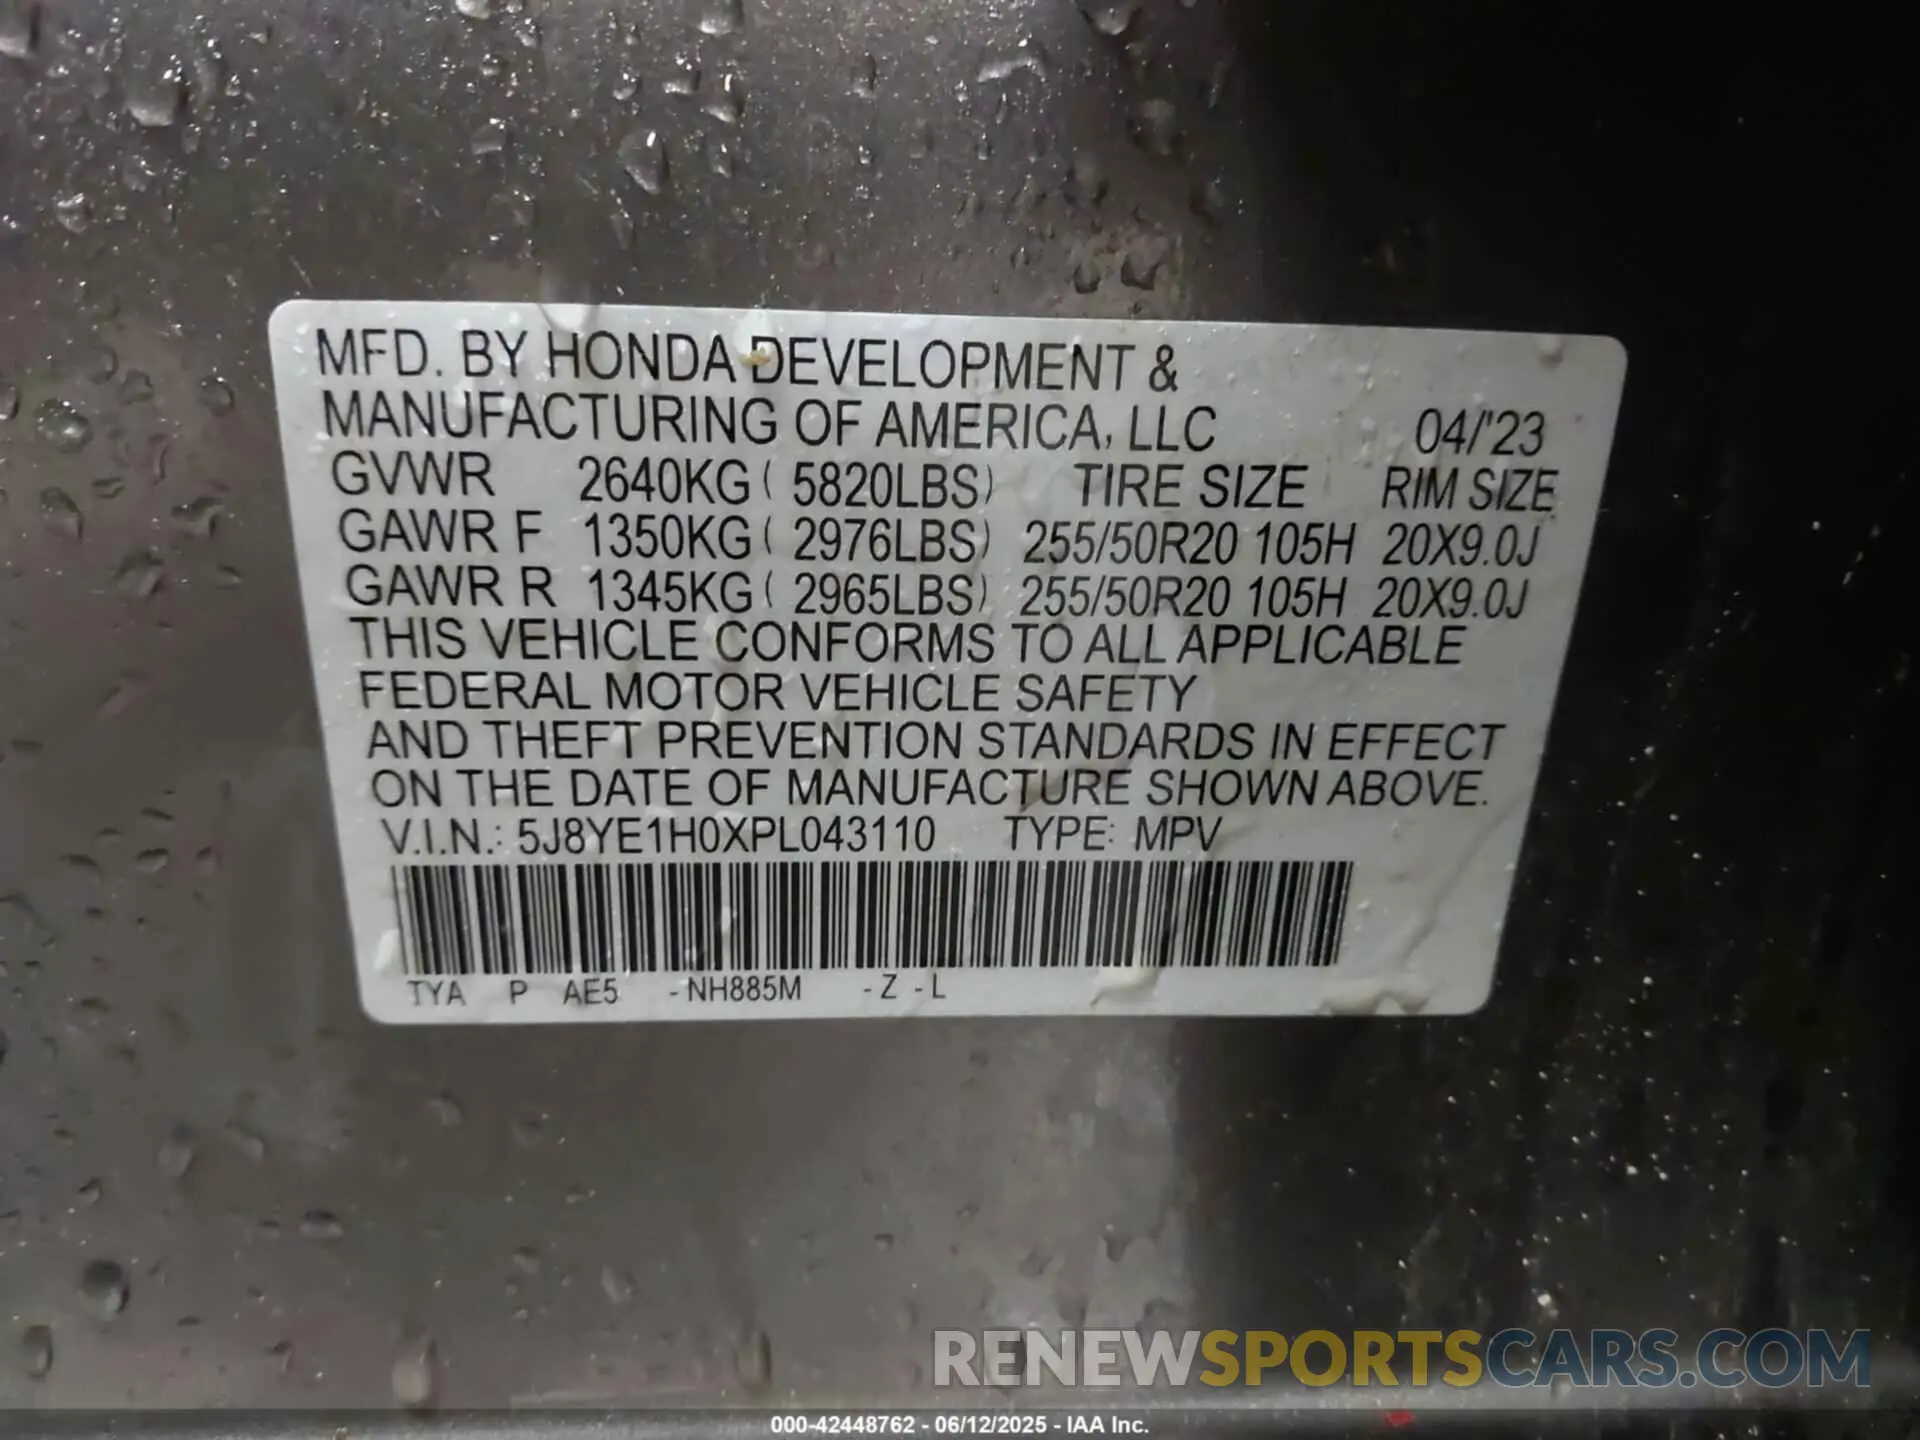 MFD. BY HONDA DEVELOPMENT &
MANUFACTURING OF AMERICA, LLC 04/'23
GVWR 2640KG ( 5820LBS) TIRE SIZE RIM SIZE
GAWR F 1350KG ( 2976LBS) 255/50R20 105H 20X9.0J
GAWR R 1345KG ( 2965LBS) 255/50R20 105H 20X9.0J
THIS VEHICLE CONFORMS TO ALL APPLICABLE
FEDERAL MOTOR VEHICLE SAFETY
AND THEFT PREVENTION STANDARDS IN EFFECT
ON THE DATE OF MANUFACTURE SHOWN ABOVE.
V.I.N.: 5J8YE1H0XPL043110 TYPE: MPV
TYA P AE5 -NH885M -Z -L
RENEWSPORTSCARS.COM
000-42448762 - 06/12/2025 - IAA Inc.